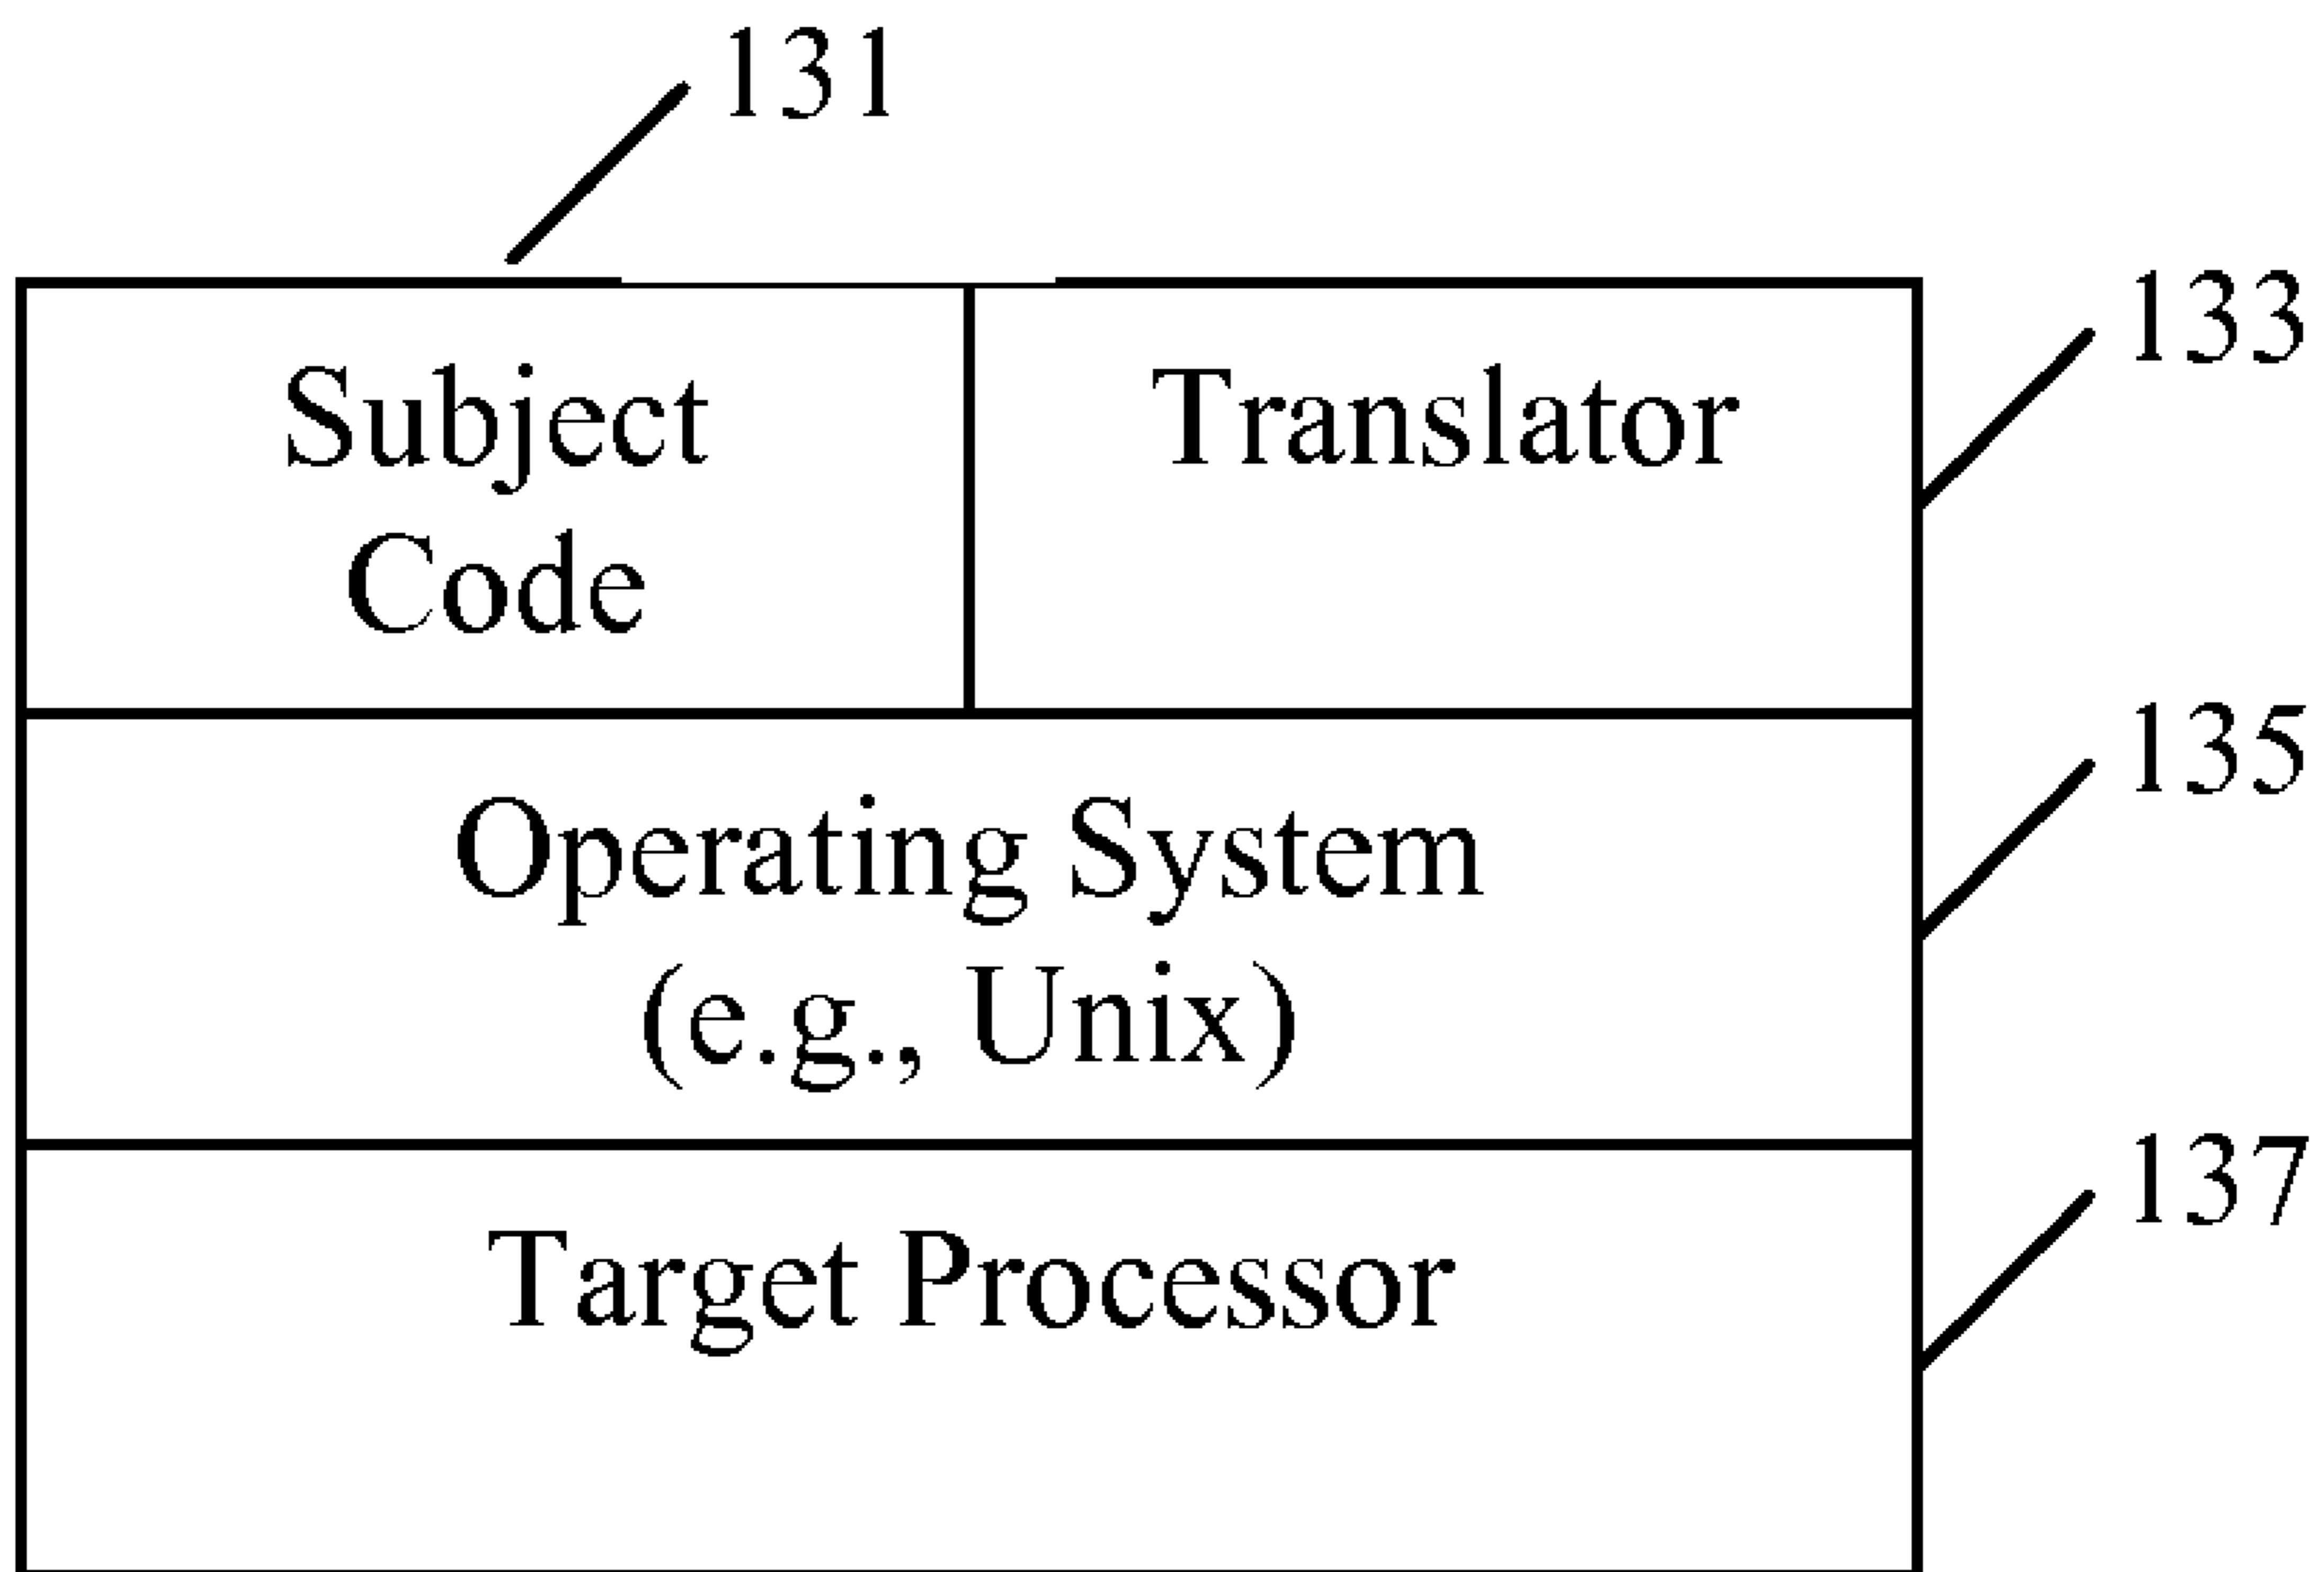 131
133
Subject Translator
Code
135
Operating System
(e.g., Unix)
137
Target Processor